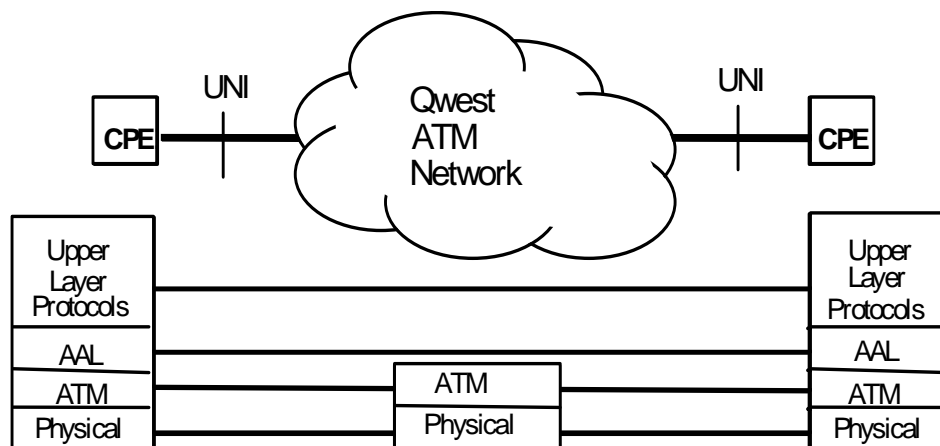 UNI
UNI
CPE
Qwest
ATM
Network
CPE
Upper
Layer
Protocols
AAL
ATM
Physical
ATM
Physical
Upper
Layer
Protocols
AAL
ATM
Physical